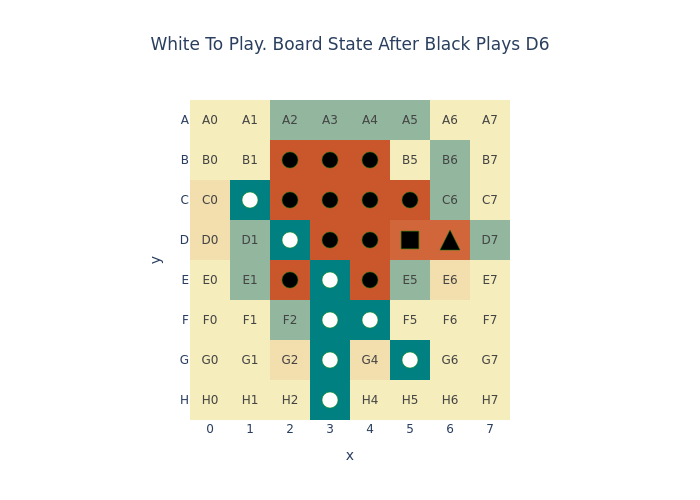 White To Play. Board State After Black Plays D6
A A0 A1 A2 A3 A4 A5 A6 A7
B B0 B1 B5 B6 B7
C C0 C6 C7
D D0 D1 D7
E E0 E1 E5 E6 E7
F F0 F1 F2 F5 F6 F7
G G0 G1 G2 G4 G6 G7
H H0 H1 H2 H4 H5 H6 H7
0 1 2 3 4 5 6 7
x
y